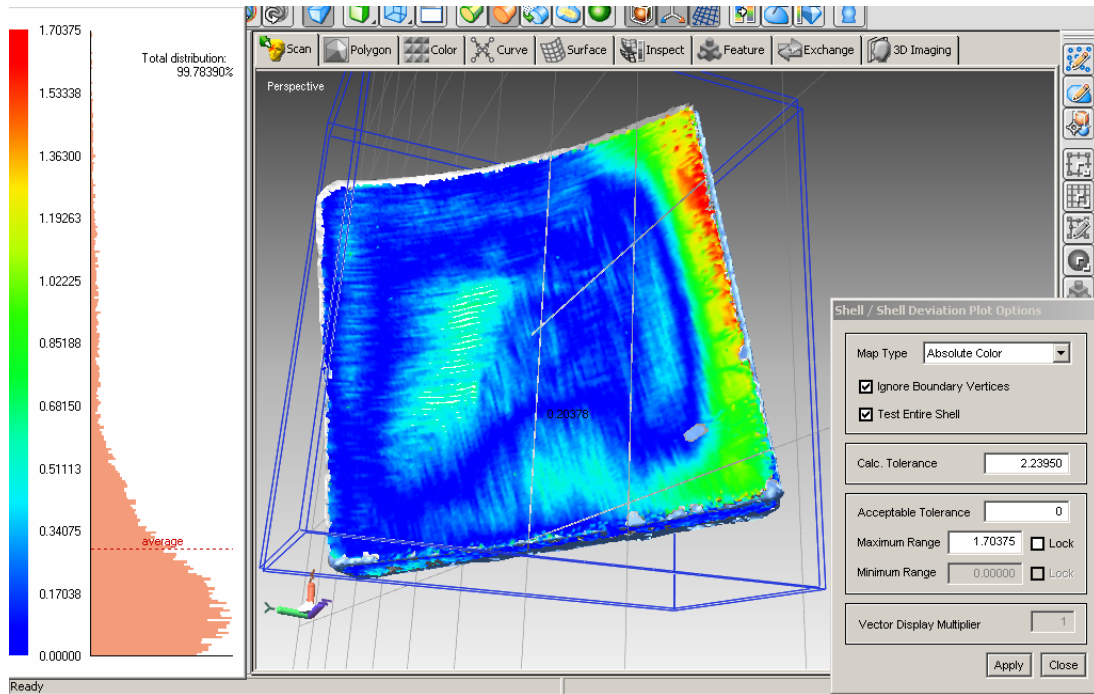 Scan
Polygon
Color
Curve
Surface
Inspect
Feature
Exchange
3D Imaging
1.70375
1.53338
1.36300
1.19263
1.02225
0.85188
0.68150
0.51113
0.34075
0.17038
0.00000
Total distribution:
99.78390%
average
Perspective
0.20378
Shell / Shell Deviation Plot Options
Map Type Absolute Color
Ignore Boundary Vertices
Test Entire Shell
Calc. Tolerance 2.23950
Acceptable Tolerance 0
Maximum Range 1.70375 Lock
Minimum Range 0.00000 Lock
Vector Display Multiplier 1
Apply Close
Ready